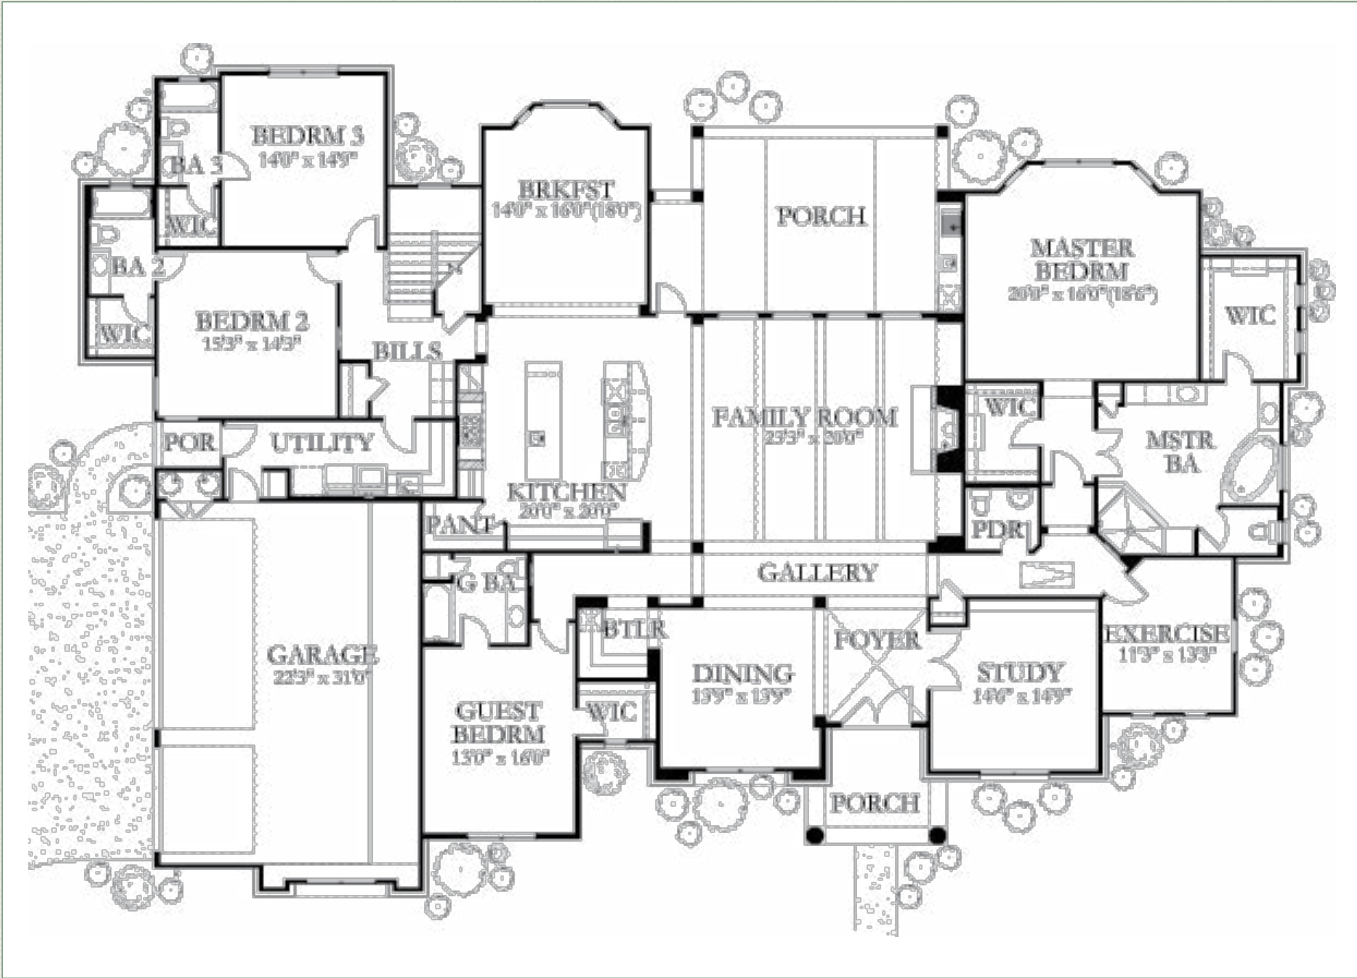 BEDRM 3
14'0" x 14'9"
BA 3
WIC
BRKFST
14'0" x 16'0"(18'0")
PORCH
MASTER
BEDRM
20'0" x 16'0"(18'6")
WIC
BA 2
WIC
BEDRM 2
15'3" x 14'3"
BILLS
FAMILY ROOM
23'3" x 20'0"
WIC
MSTR
BA
POR
UTILITY
KITCHEN
20'0" x 20'0"
PANT
PDR
GALLERY
G BA
BTLR
FOYER
EXERCISE
11'3" x 13'3"
GARAGE
22'3" x 31'0"
DINING
13'9" x 13'9"
STUDY
14'6" x 14'9"
GUEST
BEDRM
13'0" x 16'0"
WIC
PORCH